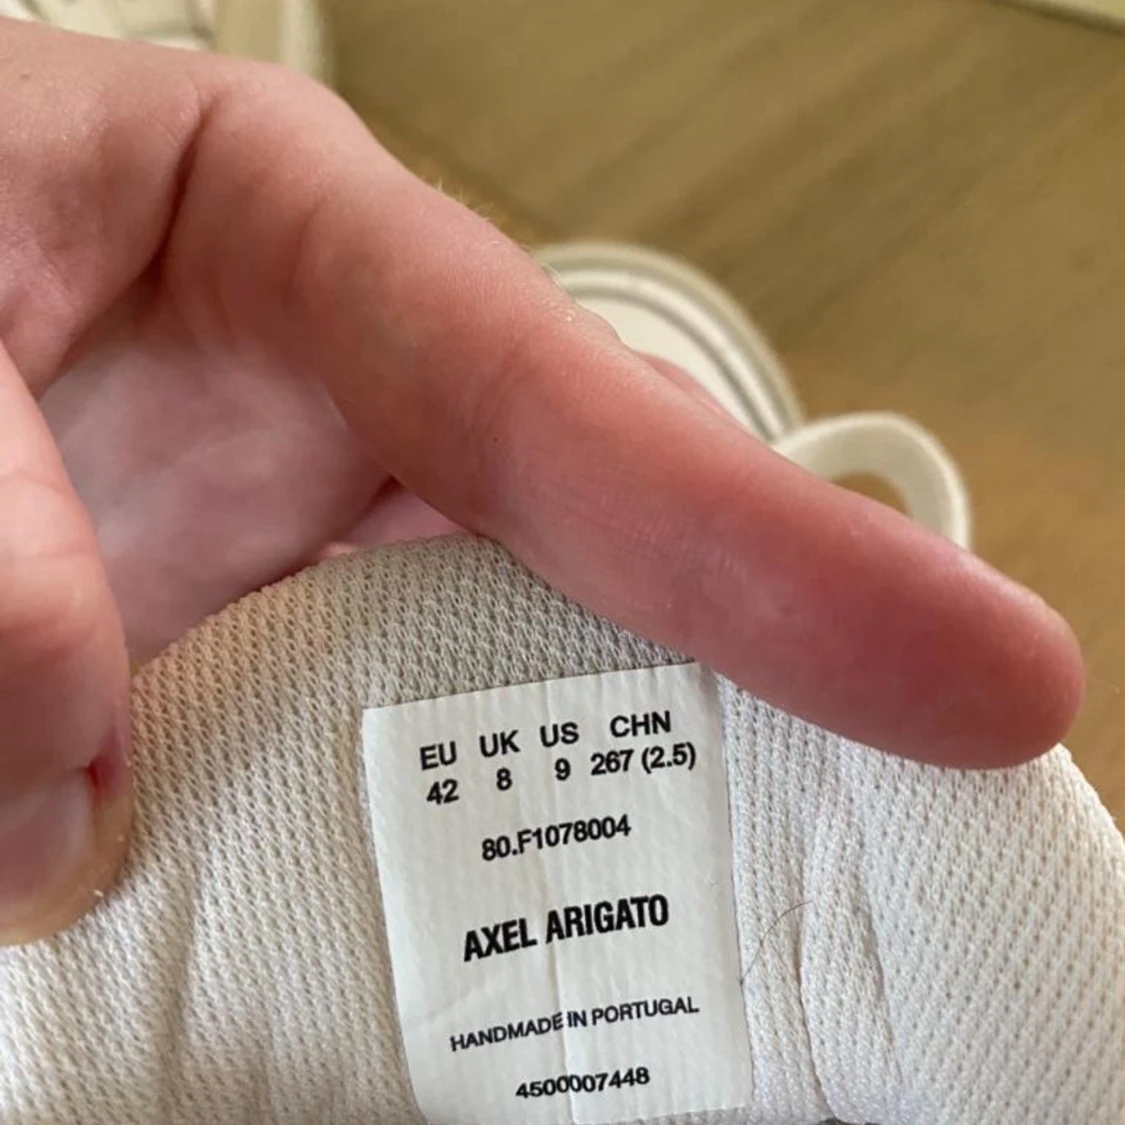 EU UK US CHN
42 8 9 267 (2.5)
80.F1078004
AXEL ARIGATO
HANDMADE IN PORTUGAL
4500007448